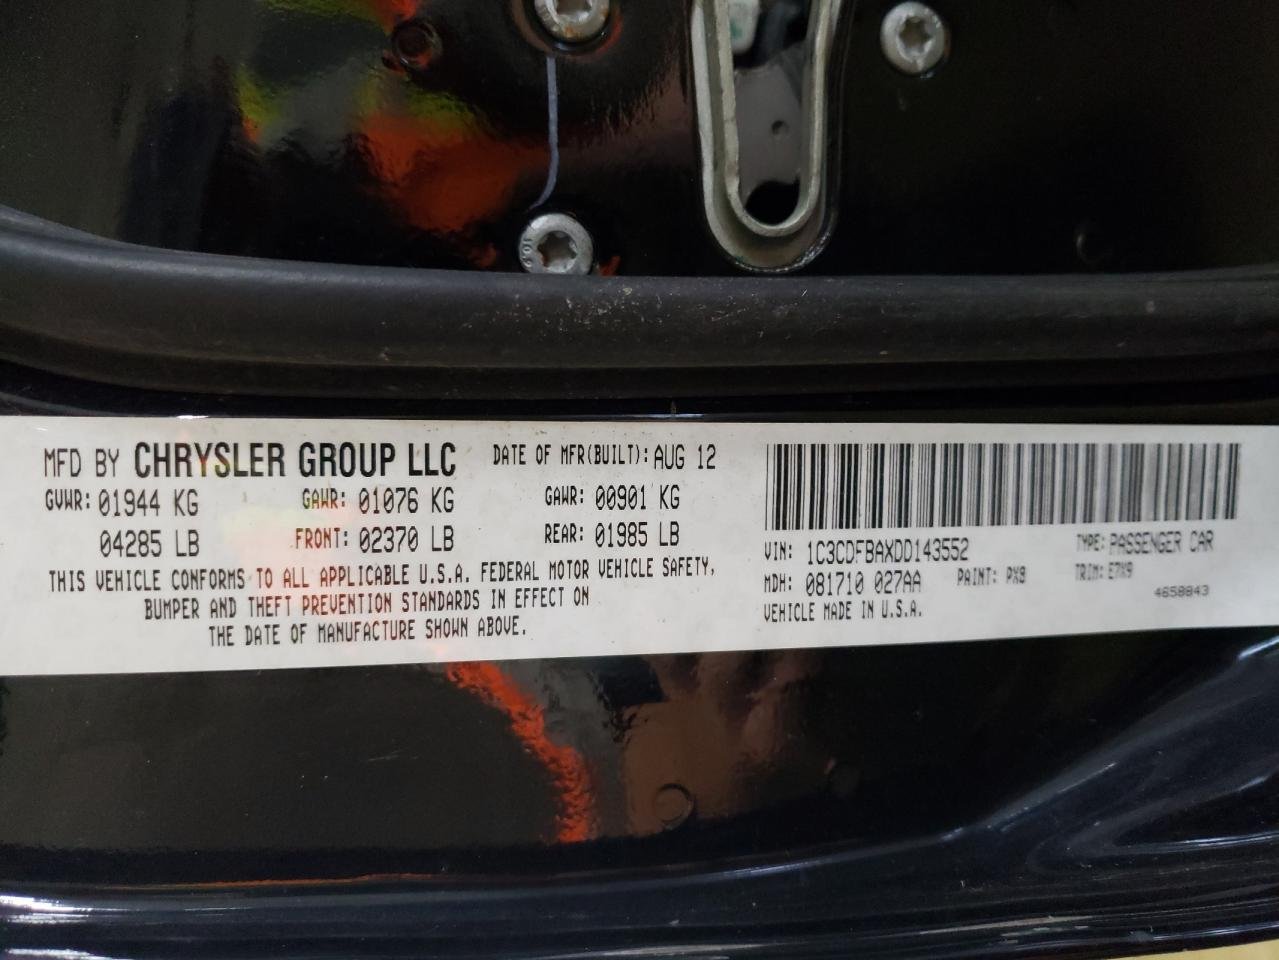 MFD BY CHRYSLER GROUP LLC DATE OF MFR(BUILT): AUG 12
GVWR: 01944 KG GAWR: 01076 KG GAWR: 00901 KG
04285 LB FRONT: 02370 LB REAR: 01985 LB
THIS VEHICLE CONFORMS TO ALL APPLICABLE U.S.A. FEDERAL MOTOR VEHICLE SAFETY,
BUMPER AND THEFT PREVENTION STANDARDS IN EFFECT ON
THE DATE OF MANUFACTURE SHOWN ABOVE.
VIN: 1C3CDFBAXDD143552 TYPE: PASSENGER CAR
MDH: 081710 027AA PAINT: PX8 TRIM: E7X9
VEHICLE MADE IN U.S.A. 4658843